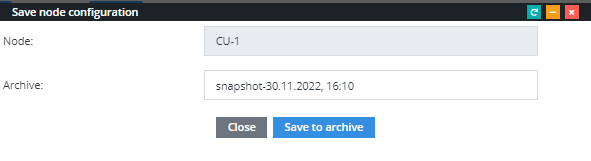 Save node configuration
Node: CU-1
Archive: snapshot-30.11.2022, 16:10
Close Save to archive